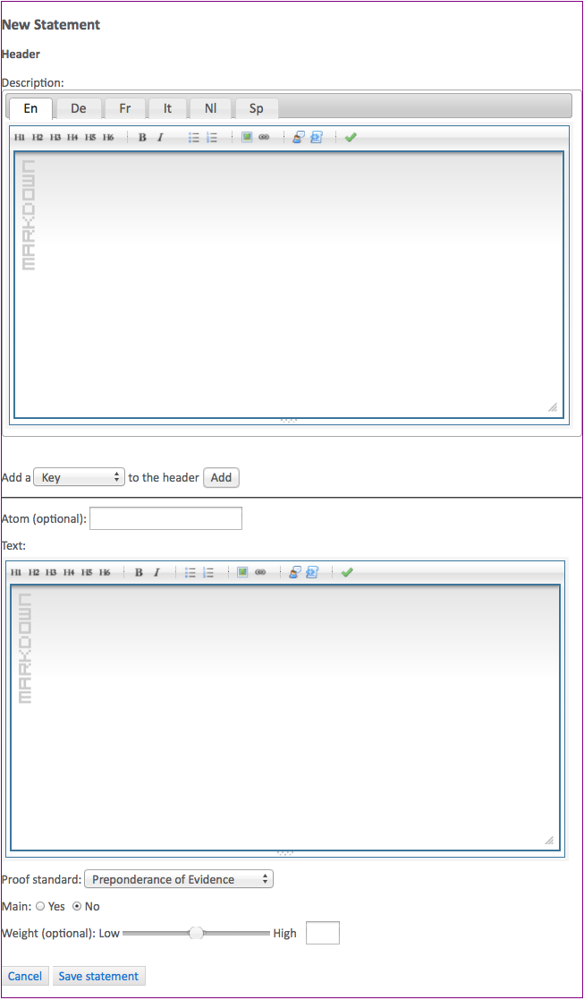 New Statement
Header
Description:
En De Fr It Nl Sp
H1 H2 H3 H4 H5 H6 B I
MARKDOWN
Add a Key to the header Add
Atom (optional):
Text:
H1 H2 H3 H4 H5 H6 B I
MARKDOWN
Proof standard: Preponderance of Evidence
Main: Yes No
Weight (optional): Low High
Cancel Save statement